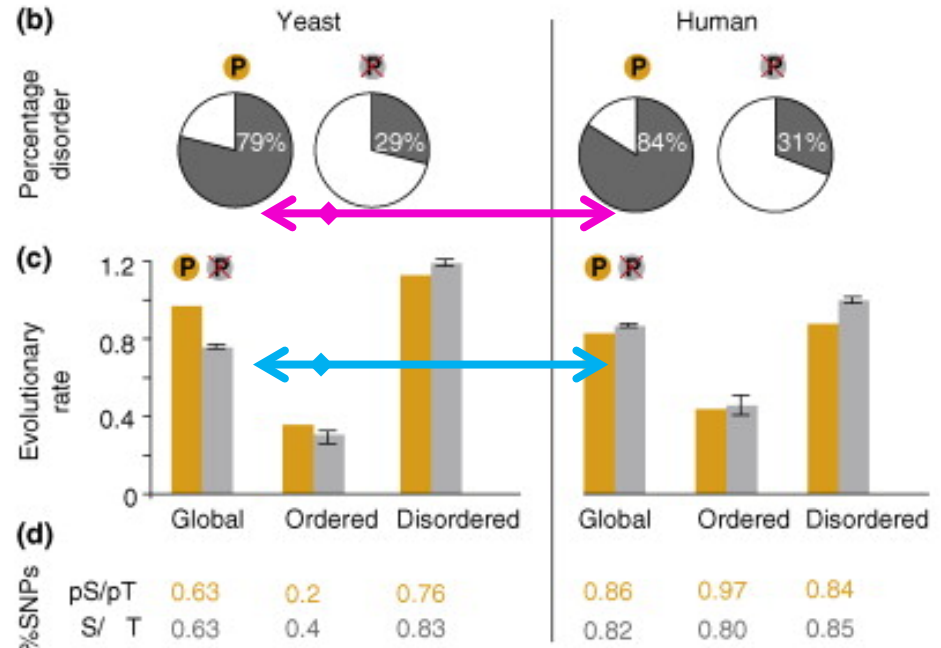 (b) Yeast Human
P P P P
Percentage disorder
79% 29% 84% 31%
(c)
P P P P
Evolutionary rate
1.2
0.8
0.4
0
Global Ordered Disordered Global Ordered Disordered
(d)
%SNPs
pS/pT 0.63 0.2 0.76 0.86 0.97 0.84
S/ T 0.63 0.4 0.83 0.82 0.80 0.85